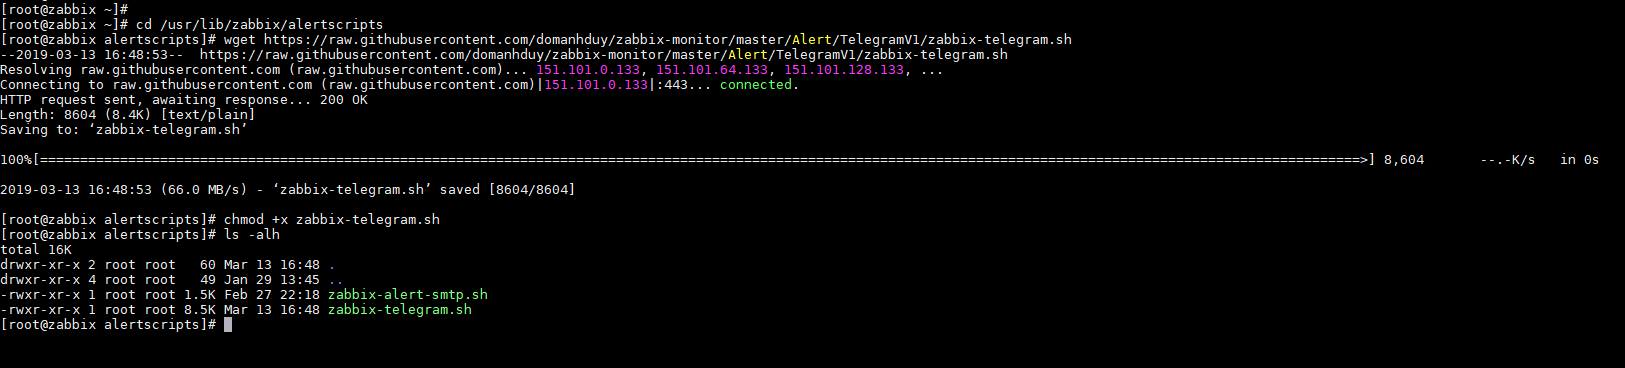 [root@zabbix ~]#
[root@zabbix ~]# cd /usr/lib/zabbix/alertscripts
[root@zabbix alertscripts]# wget https://raw.githubusercontent.com/domanhduy/zabbix-monitor/master/Alert/TelegramV1/zabbix-telegram.sh
--2019-03-13 16:48:53--  https://raw.githubusercontent.com/domanhduy/zabbix-monitor/master/Alert/TelegramV1/zabbix-telegram.sh
Resolving raw.githubusercontent.com (raw.githubusercontent.com)... 151.101.0.133, 151.101.64.133, 151.101.128.133, ...
Connecting to raw.githubusercontent.com (raw.githubusercontent.com)|151.101.0.133|:443... connected.
HTTP request sent, awaiting response... 200 OK
Length: 8604 (8.4K) [text/plain]
Saving to: ‘zabbix-telegram.sh’
100%[=====================================================================================================================================================================>] 8,604       --.-K/s   in 0s
2019-03-13 16:48:53 (66.0 MB/s) - ‘zabbix-telegram.sh’ saved [8604/8604]
[root@zabbix alertscripts]# chmod +x zabbix-telegram.sh
[root@zabbix alertscripts]# ls -alh
total 16K
drwxr-xr-x 2 root root   60 Mar 13 16:48 .
drwxr-xr-x 4 root root   49 Jan 29 13:45 ..
-rwxr-xr-x 1 root root 1.5K Feb 27 22:18 zabbix-alert-smtp.sh
-rwxr-xr-x 1 root root 8.5K Mar 13 16:48 zabbix-telegram.sh
[root@zabbix alertscripts]#